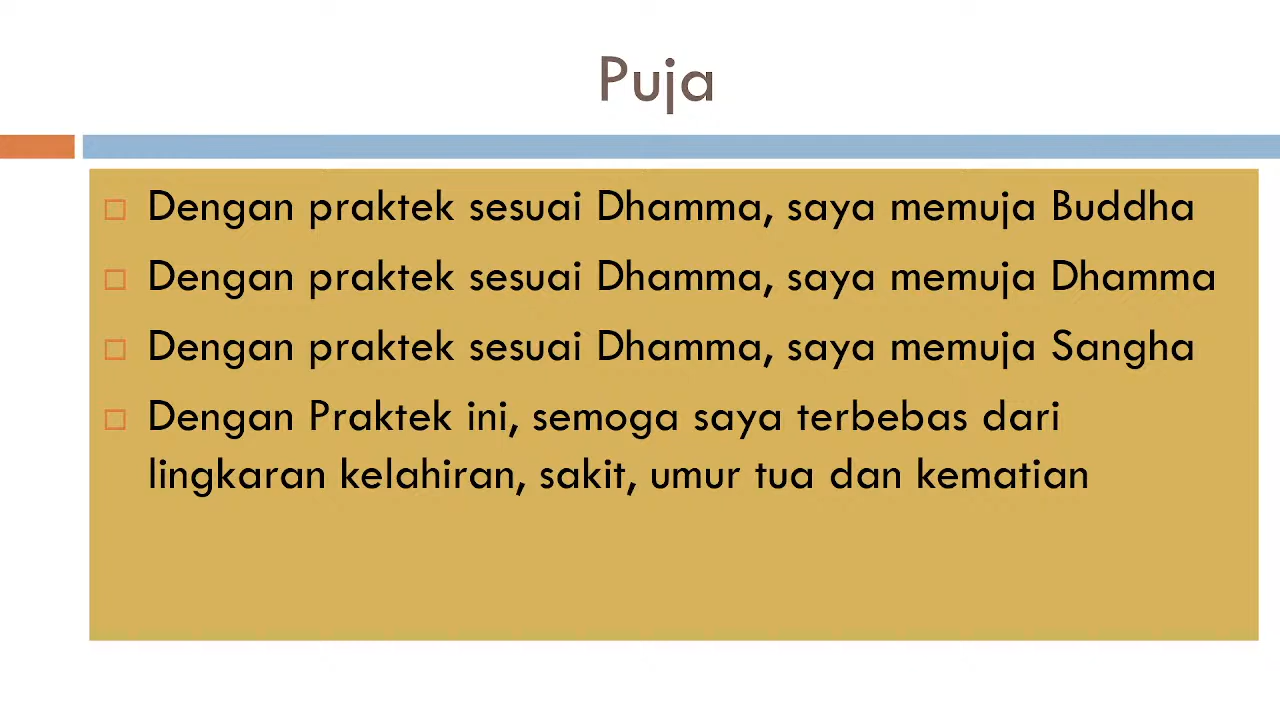 Puja
Dengan praktek sesuai Dhamma, saya memuja Buddha
Dengan praktek sesuai Dhamma, saya memuja Dhamma
Dengan praktek sesuai Dhamma, saya memuja Sangha
Dengan Praktek ini, semoga saya terbebas dari
lingkaran kelahiran, sakit, umur tua dan kematian